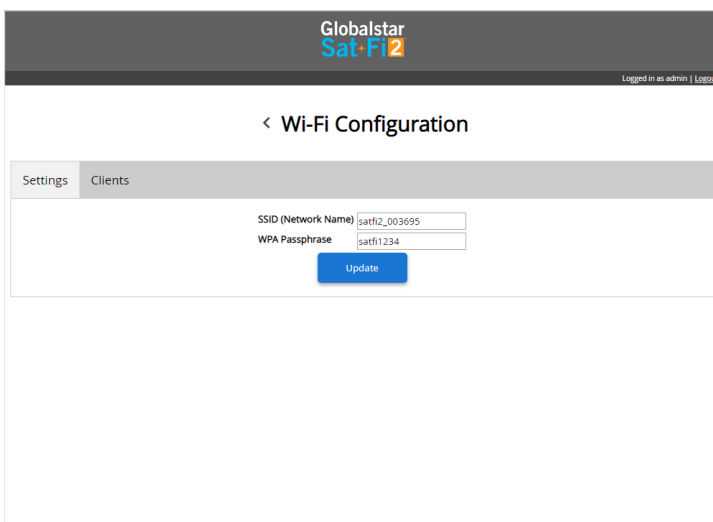 Globalstar
Sat+Fi2
Logged in as admin | Logou
< Wi-Fi Configuration
Settings Clients
SSID (Network Name) satfi2_003695
WPA Passphrase satfi1234
Update